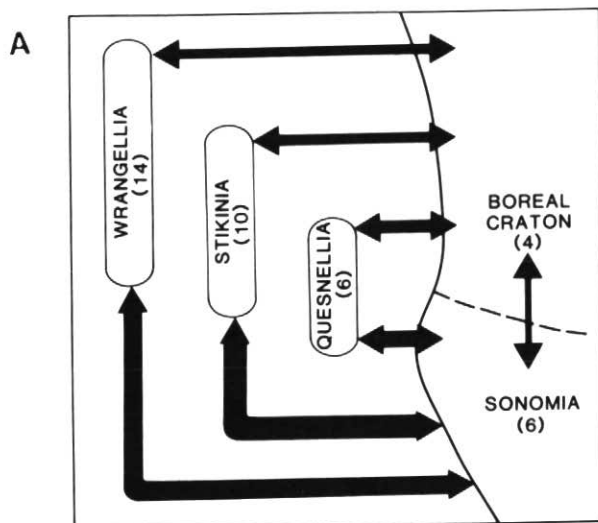 A
WRANGELLIA
(14)
STIKINIA
(10)
QUESNELLIA
(6)
BOREAL
CRATON
(4)
SONOMIA
(6)